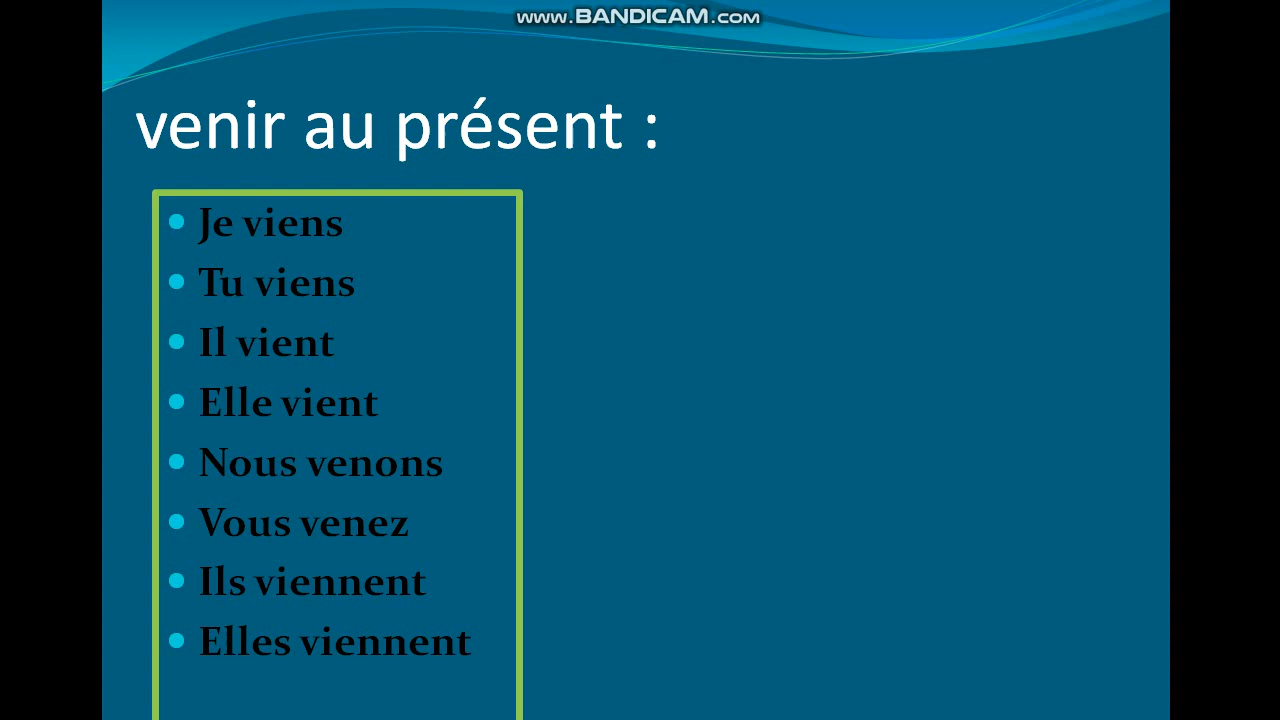 www.BANDICAM.com
venir au présent :
Je viens
Tu viens
Il vient
Elle vient
Nous venons
Vous venez
Ils viennent
Elles viennent